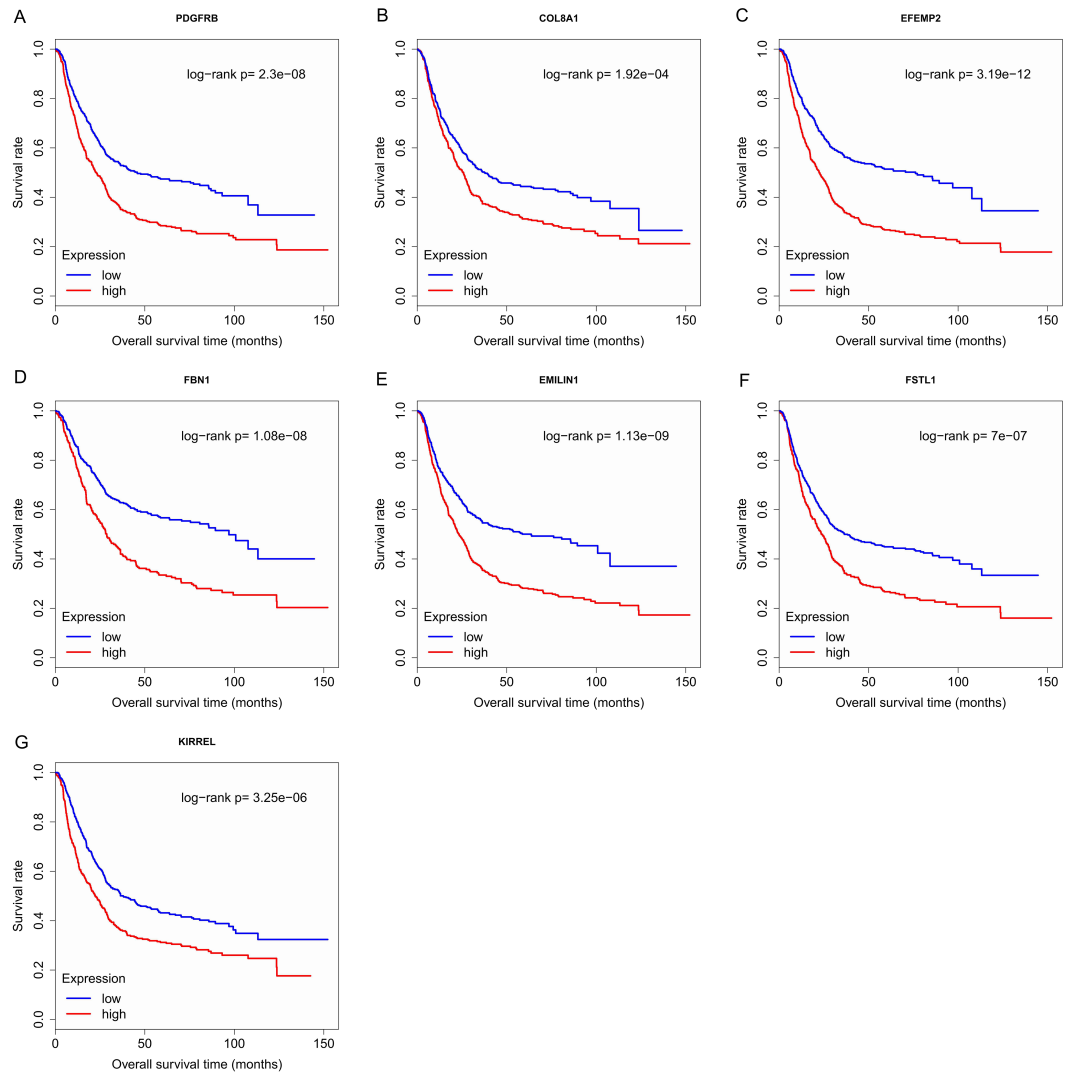 A
PDGFRB
log−rank p= 2.3e−08
Survival rate
1.0
0.8
0.6
0.4
0.2
0.0
Expression
low
high
0 50 100 150
Overall survival time (months)
B
COL8A1
log−rank p= 1.92e−04
Survival rate
1.0
0.8
0.6
0.4
0.2
0.0
Expression
low
high
0 50 100 150
Overall survival time (months)
C
EFEMP2
log−rank p= 3.19e−12
Survival rate
1.0
0.8
0.6
0.4
0.2
0.0
Expression
low
high
0 50 100 150
Overall survival time (months)
D
FBN1
log−rank p= 1.08e−08
Survival rate
1.0
0.8
0.6
0.4
0.2
0.0
Expression
low
high
0 50 100 150
Overall survival time (months)
E
EMILIN1
log−rank p= 1.13e−09
Survival rate
1.0
0.8
0.6
0.4
0.2
0.0
Expression
low
high
0 50 100 150
Overall survival time (months)
F
FSTL1
log−rank p= 7e−07
Survival rate
1.0
0.8
0.6
0.4
0.2
0.0
Expression
low
high
0 50 100 150
Overall survival time (months)
G
KIRREL
log−rank p= 3.25e−06
Survival rate
1.0
0.8
0.6
0.4
0.2
0.0
Expression
low
high
0 50 100 150
Overall survival time (months)